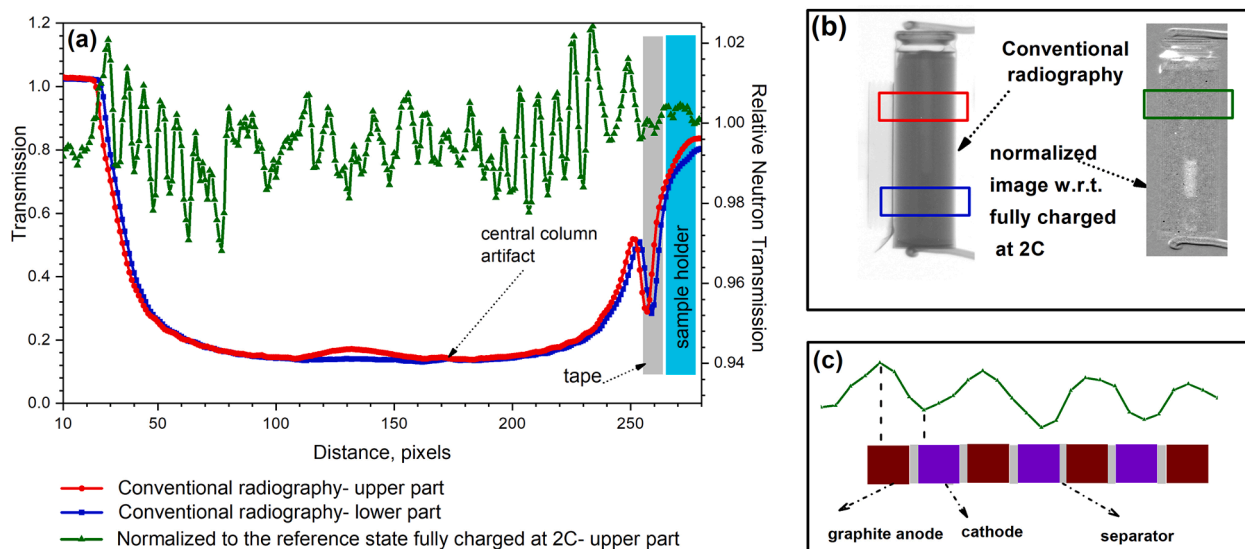 (a)
1.2
1.0
0.8
0.6
0.4
0.2
0.0
Transmission
1.02
1.00
0.98
0.96
0.94
Relative Neutron Transmission
central column
artifact
tape
sample holder
10
50
100
150
200
250
Distance, pixels
Conventional radiography- upper part
Conventional radiography- lower part
Normalized to the reference state fully charged at 2C- upper part
(b)
Conventional
radiography
normalized
image w.r.t.
fully charged
at 2C
(c)
graphite anode
cathode
separator